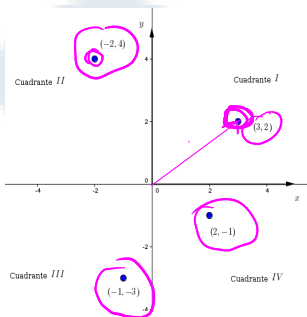 y
(−2, 4)
4
Cuadrante II
Cuadrante I
2
(3, 2)
0
-4
-2
0
2
4
x
(2, −1)
-2
Cuadrante III
Cuadrante IV
(−1, −3)
-4